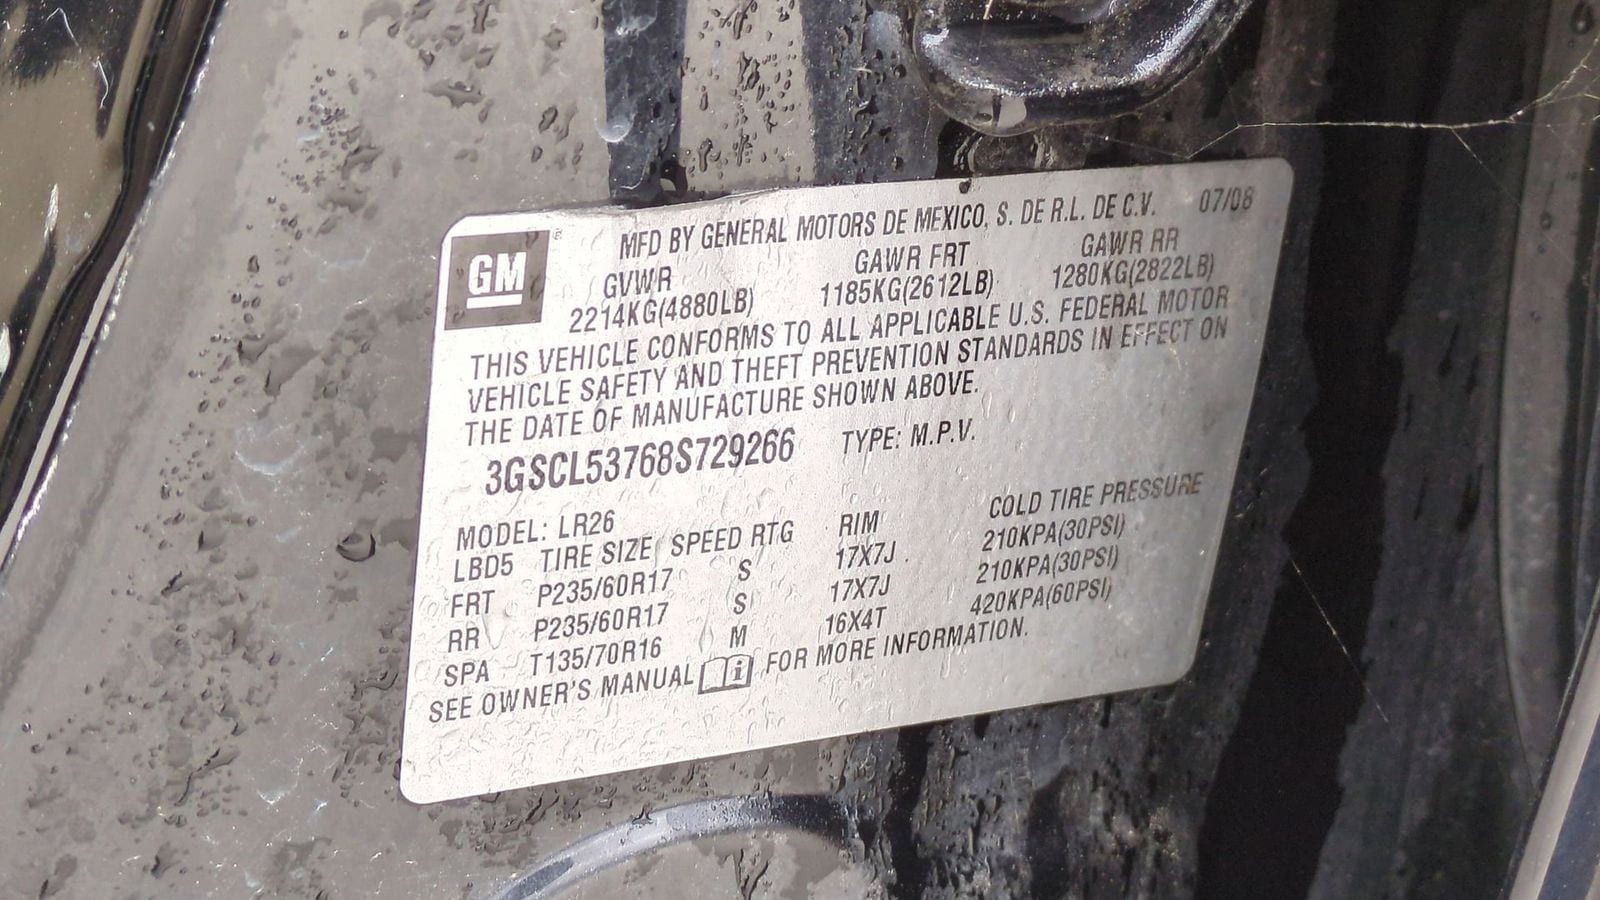 GM
MFD BY GENERAL MOTORS DE MEXICO, S. DE R.L. DE C.V. 07/08
GVWR GAWR FRT GAWR RR
2214KG(4880LB) 1185KG(2612LB) 1280KG(2822LB)
THIS VEHICLE CONFORMS TO ALL APPLICABLE U.S. FEDERAL MOTOR
VEHICLE SAFETY AND THEFT PREVENTION STANDARDS IN EFFECT ON
THE DATE OF MANUFACTURE SHOWN ABOVE.
3GSCL53768S729266 TYPE: M.P.V.
MODEL: LR26 COLD TIRE PRESSURE
LBD5 TIRE SIZE SPEED RTG RIM
FRT P235/60R17 S 17X7J 210KPA(30PSI)
RR P235/60R17 S 17X7J 210KPA(30PSI)
SPA T135/70R16 M 16X4T 420KPA(60PSI)
SEE OWNER'S MANUAL i FOR MORE INFORMATION.